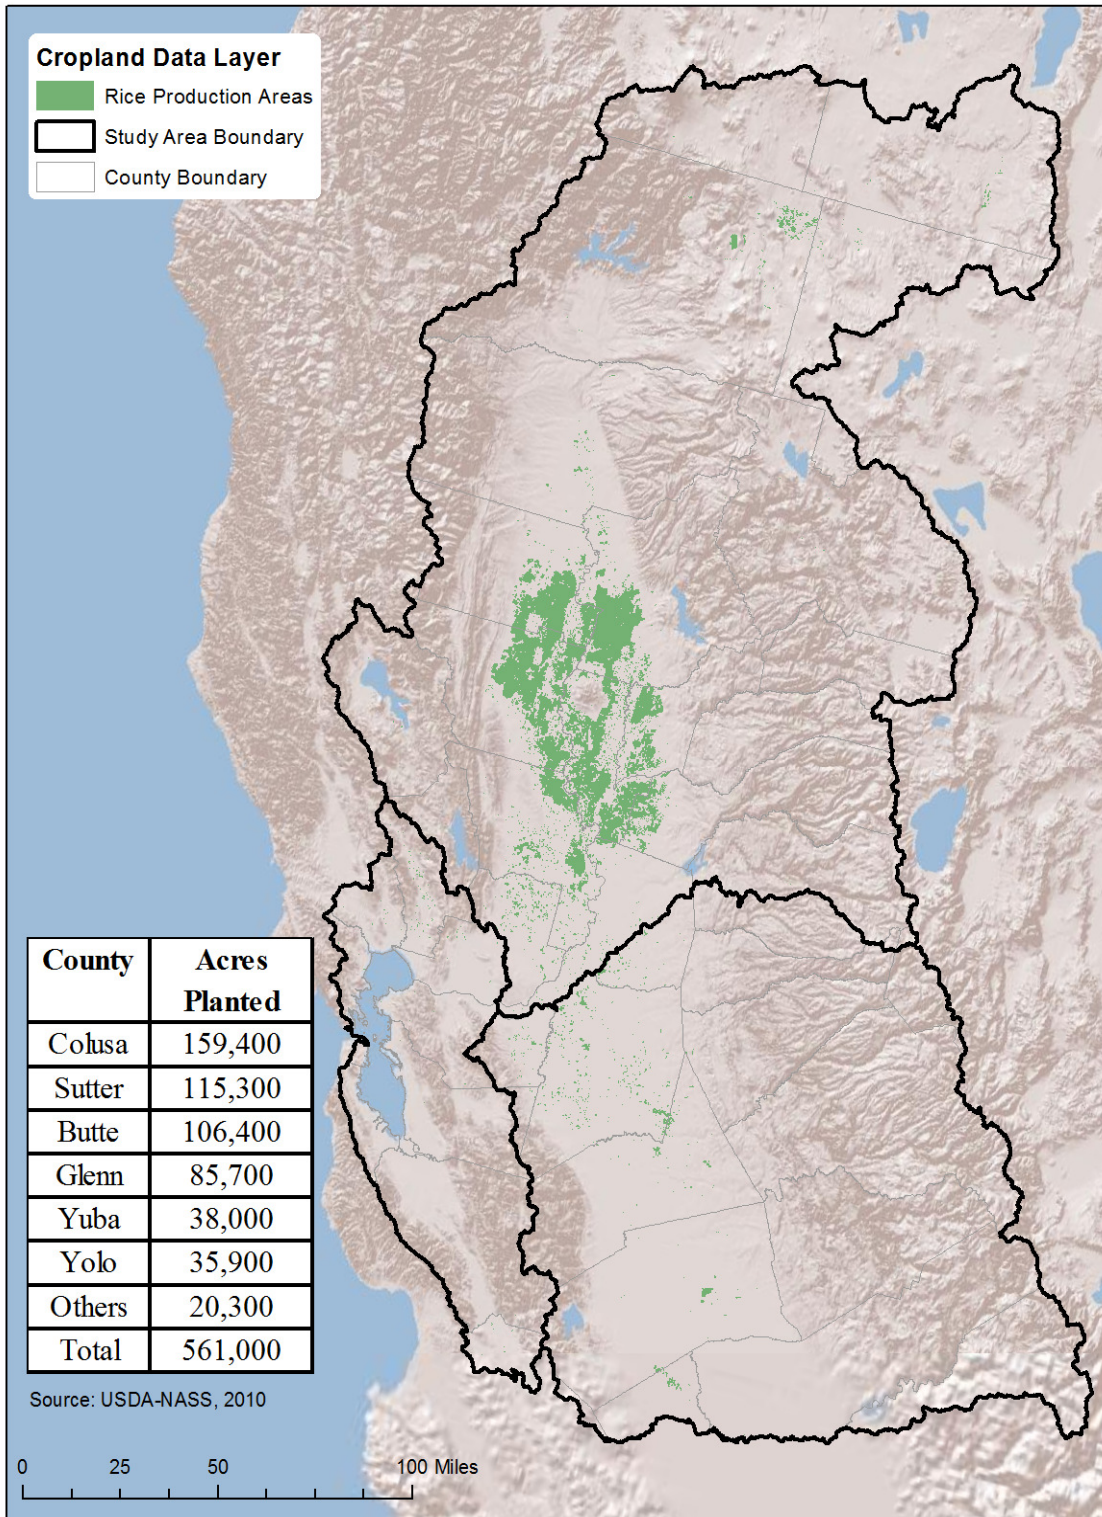 Cropland Data Layer
Rice Production Areas
Study Area Boundary
County Boundary
County Acres Planted
Colusa 159,400
Sutter 115,300
Butte 106,400
Glenn 85,700
Yuba 38,000
Yolo 35,900
Others 20,300
Total 561,000
Source: USDA-NASS, 2010
0 25 50 100 Miles